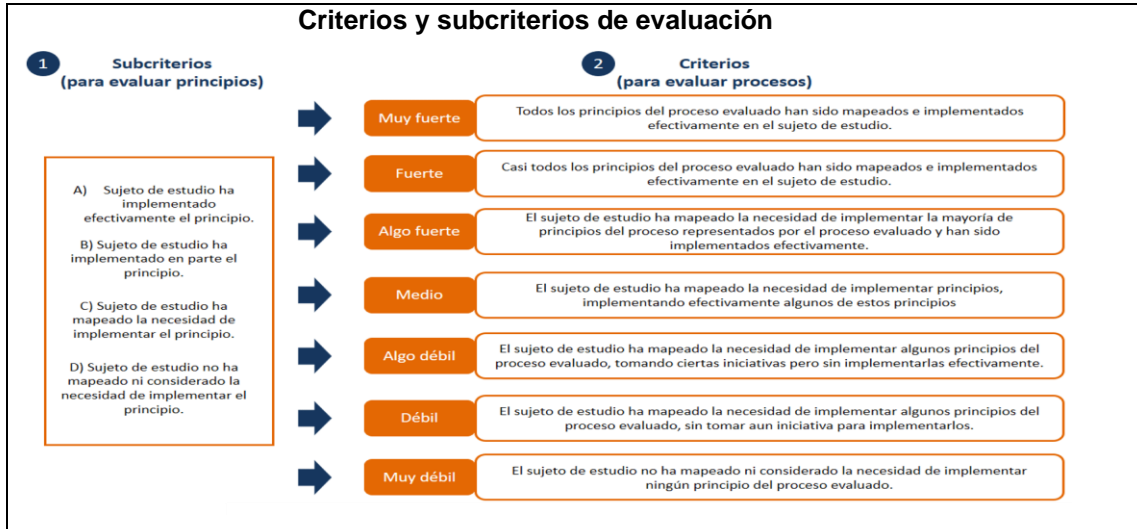 Criterios y subcriterios de evaluación
1
Subcriterios
(para evaluar principios)
2
Criterios
(para evaluar procesos)
A) Sujeto de estudio ha
implementado
efectivamente el principio.
B) Sujeto de estudio ha
implementado en parte el
principio.
C) Sujeto de estudio ha
mapeado la necesidad de
implementar el principio.
D) Sujeto de estudio no ha
mapeado ni considerado la
necesidad de implementar el
principio.
Muy fuerte
Todos los principios del proceso evaluado han sido mapeados e implementados
efectivamente en el sujeto de estudio.
Fuerte
Casi todos los principios del proceso evaluado han sido mapeados e implementados
efectivamente en el sujeto de estudio.
Algo fuerte
El sujeto de estudio ha mapeado la necesidad de implementar la mayoría de
principios del proceso representados por el proceso evaluado y han sido
implementados efectivamente.
Medio
El sujeto de estudio ha mapeado la necesidad de implementar principios,
implementando efectivamente algunos de estos principios
Algo débil
El sujeto de estudio ha mapeado la necesidad de implementar algunos principios del
proceso evaluado, tomando ciertas iniciativas pero sin implementarlas efectivamente.
Débil
El sujeto de estudio ha mapeado la necesidad de implementar algunos principios del
proceso evaluado, sin tomar aun iniciativa para implementarlos.
Muy débil
El sujeto de estudio no ha mapeado ni considerado la necesidad de implementar
ningún principio del proceso evaluado.